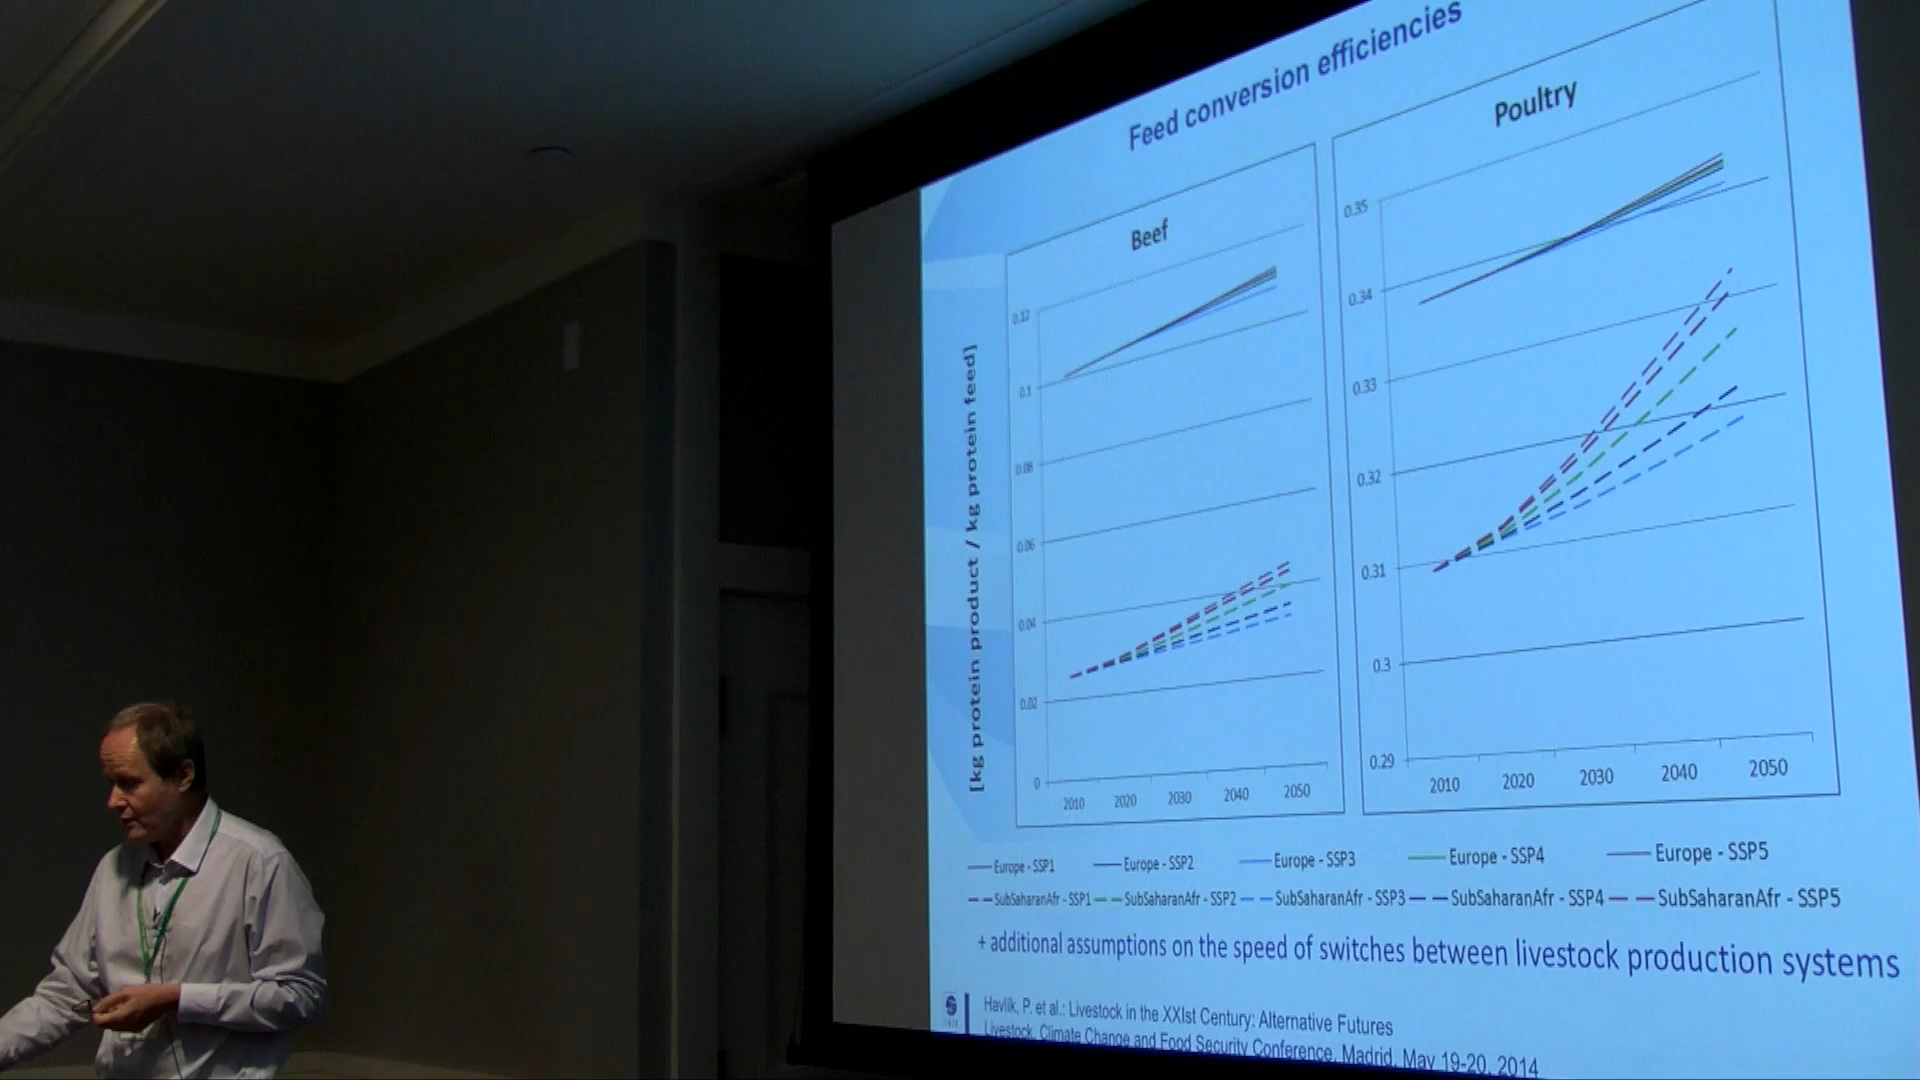 Feed conversion efficiencies
[kg protein product / kg protein feed]
Beef
0.12
0.1
0.08
0.06
0.04
0.02
0
2010 2020 2030 2040 2050
Poultry
0.35
0.34
0.33
0.32
0.31
0.3
0.29
2010 2020 2030 2040 2050
Europe - SSP1 Europe - SSP2 Europe - SSP3 Europe - SSP4 Europe - SSP5
SubSaharanAfr - SSP1 SubSaharanAfr - SSP2 SubSaharanAfr - SSP3 SubSaharanAfr - SSP4 SubSaharanAfr - SSP5
+ additional assumptions on the speed of switches between livestock production systems
Havlík, P. et al.: Livestock in the XXIst Century: Alternative Futures
Livestock, Climate Change and Food Security Conference, Madrid, May 19-20, 2014